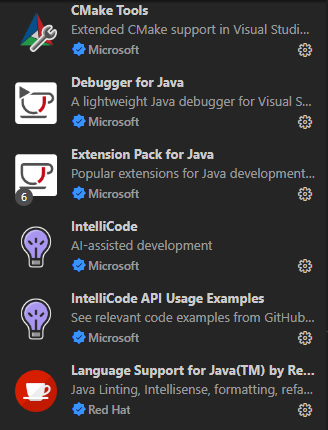 CMake Tools
Extended CMake support in Visual Studi...
Microsoft
Debugger for Java
A lightweight Java debugger for Visual S...
Microsoft
Extension Pack for Java
Popular extensions for Java development...
6
Microsoft
IntelliCode
AI-assisted development
Microsoft
IntelliCode API Usage Examples
See relevant code examples from GitHub...
Microsoft
Language Support for Java(TM) by Re...
Java Linting, Intellisense, formatting, refa...
Red Hat